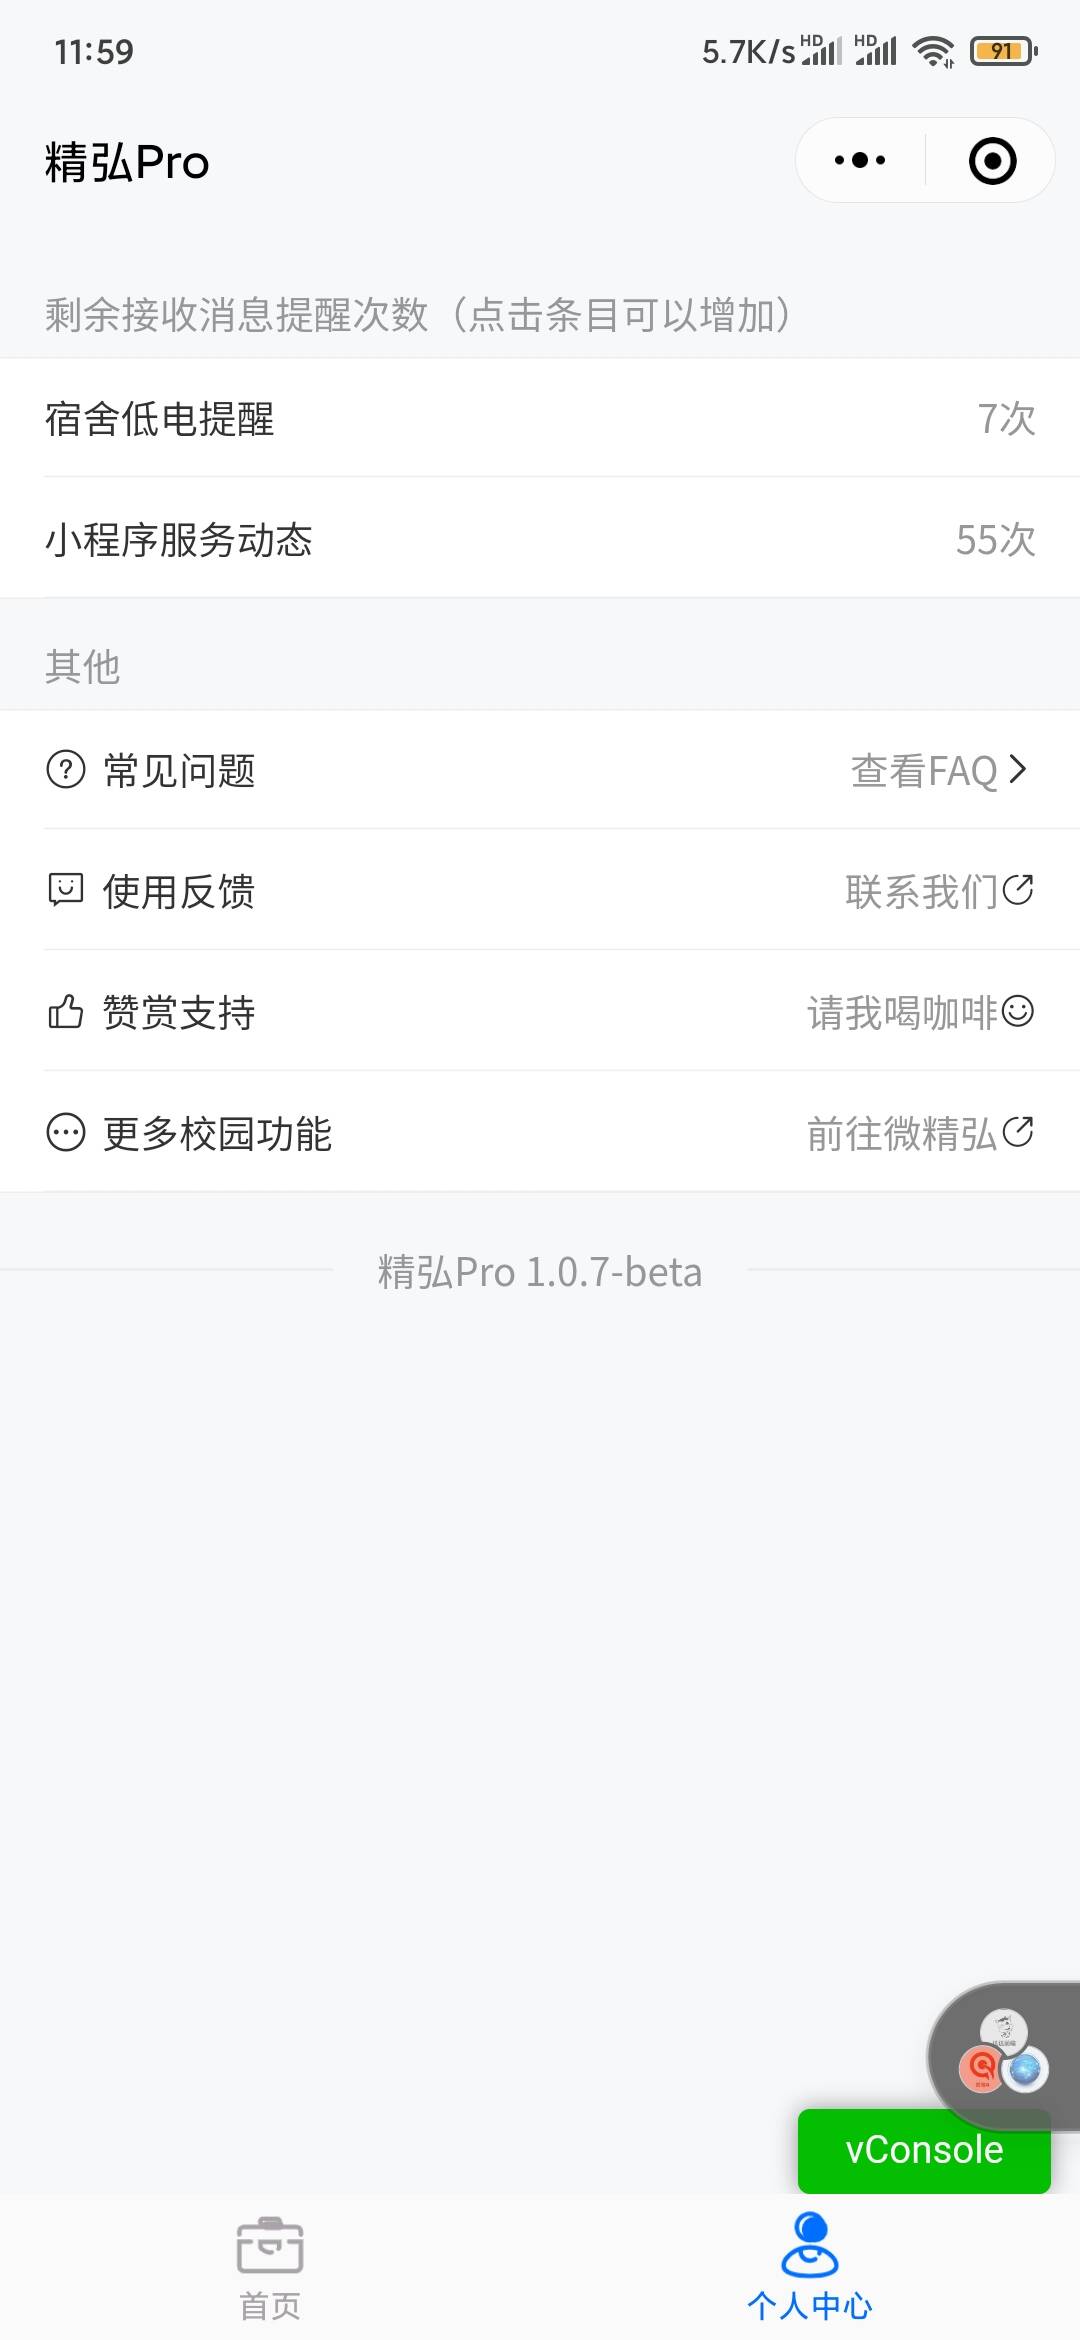 11:59
5.7K/s HD HD 91
精弘Pro
剩余接收消息提醒次数（点击条目可以增加）
宿舍低电提醒 7次
小程序服务动态 55次
其他
常见问题 查看FAQ
使用反馈 联系我们
赞赏支持 请我喝咖啡
更多校园功能 前往微精弘
精弘Pro 1.0.7-beta
vConsole
首页 个人中心